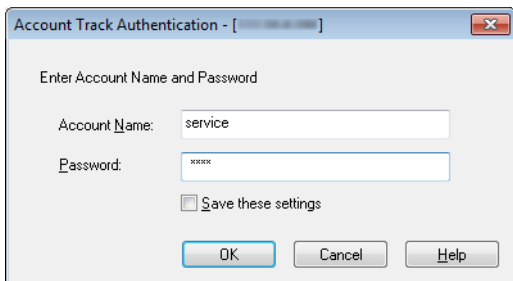 Account Track Authentication - [ ]
Enter Account Name and Password
Account Name: service
Password: ****
Save these settings
OK Cancel Help